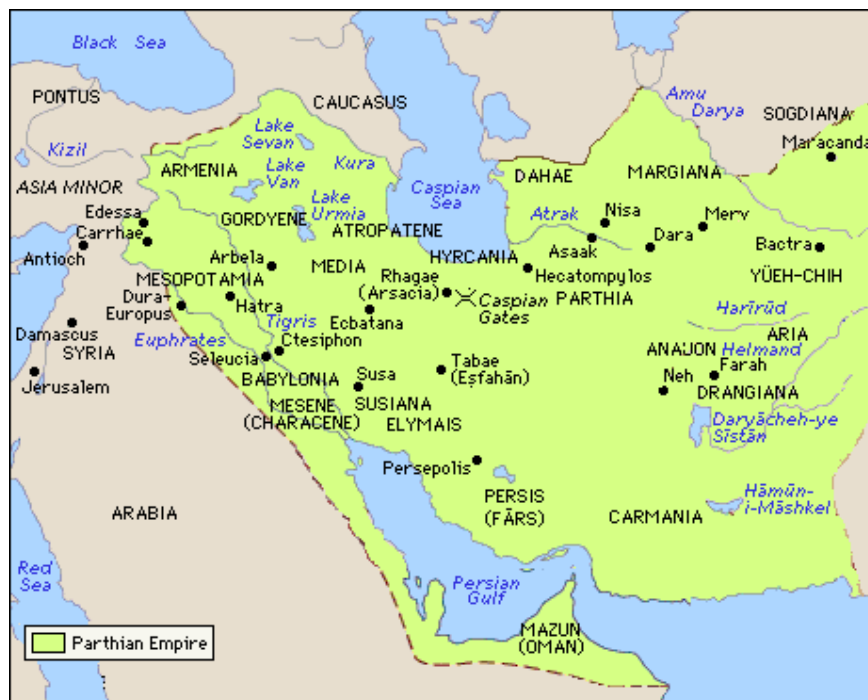 Black Sea
PONTUS
CAUCASUS
Amu
Darya
SOGDIANA
Maracanda
Kizil
Lake
Sevan
Kura
ARMENIA
Lake
Van
Caspian
Sea
DAHAE
MARGIANA
ASIA MINOR
Lake
Urmia
Edessa
GORDYENE
Atrak
Nisa
Merv
Carrhae
ATROPATENE
Antioch
Arbela
HYRCANIA
Asaak
Dara
Bactra
MEDIA
Hecatompylos
YÜEH-CHIH
MESOPOTAMIA
Rhagae
(Arsacia)
PARTHIA
Dura-
Europus
Hatra
Caspian
Gates
Harīrūd
Ecbatana
Tigris
ARIA
Damascus
SYRIA
Euphrates
Ctesiphon
ANAUON
Helmand
Seleucia
Tabae
(Eṣfahān)
Farah
Jerusalem
BABYLONIA
Susa
Neh
DRANGIANA
MESENE
(CHARACENE)
SUSIANA
ELYMAIS
Daryācheh-ye
Sīstān
Persepolis
PERSIS
(FĀRS)
Hāmūn-
i-Māshkel
ARABIA
CARMANIA
Red
Sea
Persian
Gulf
MAZUN
(OMAN)
Parthian Empire